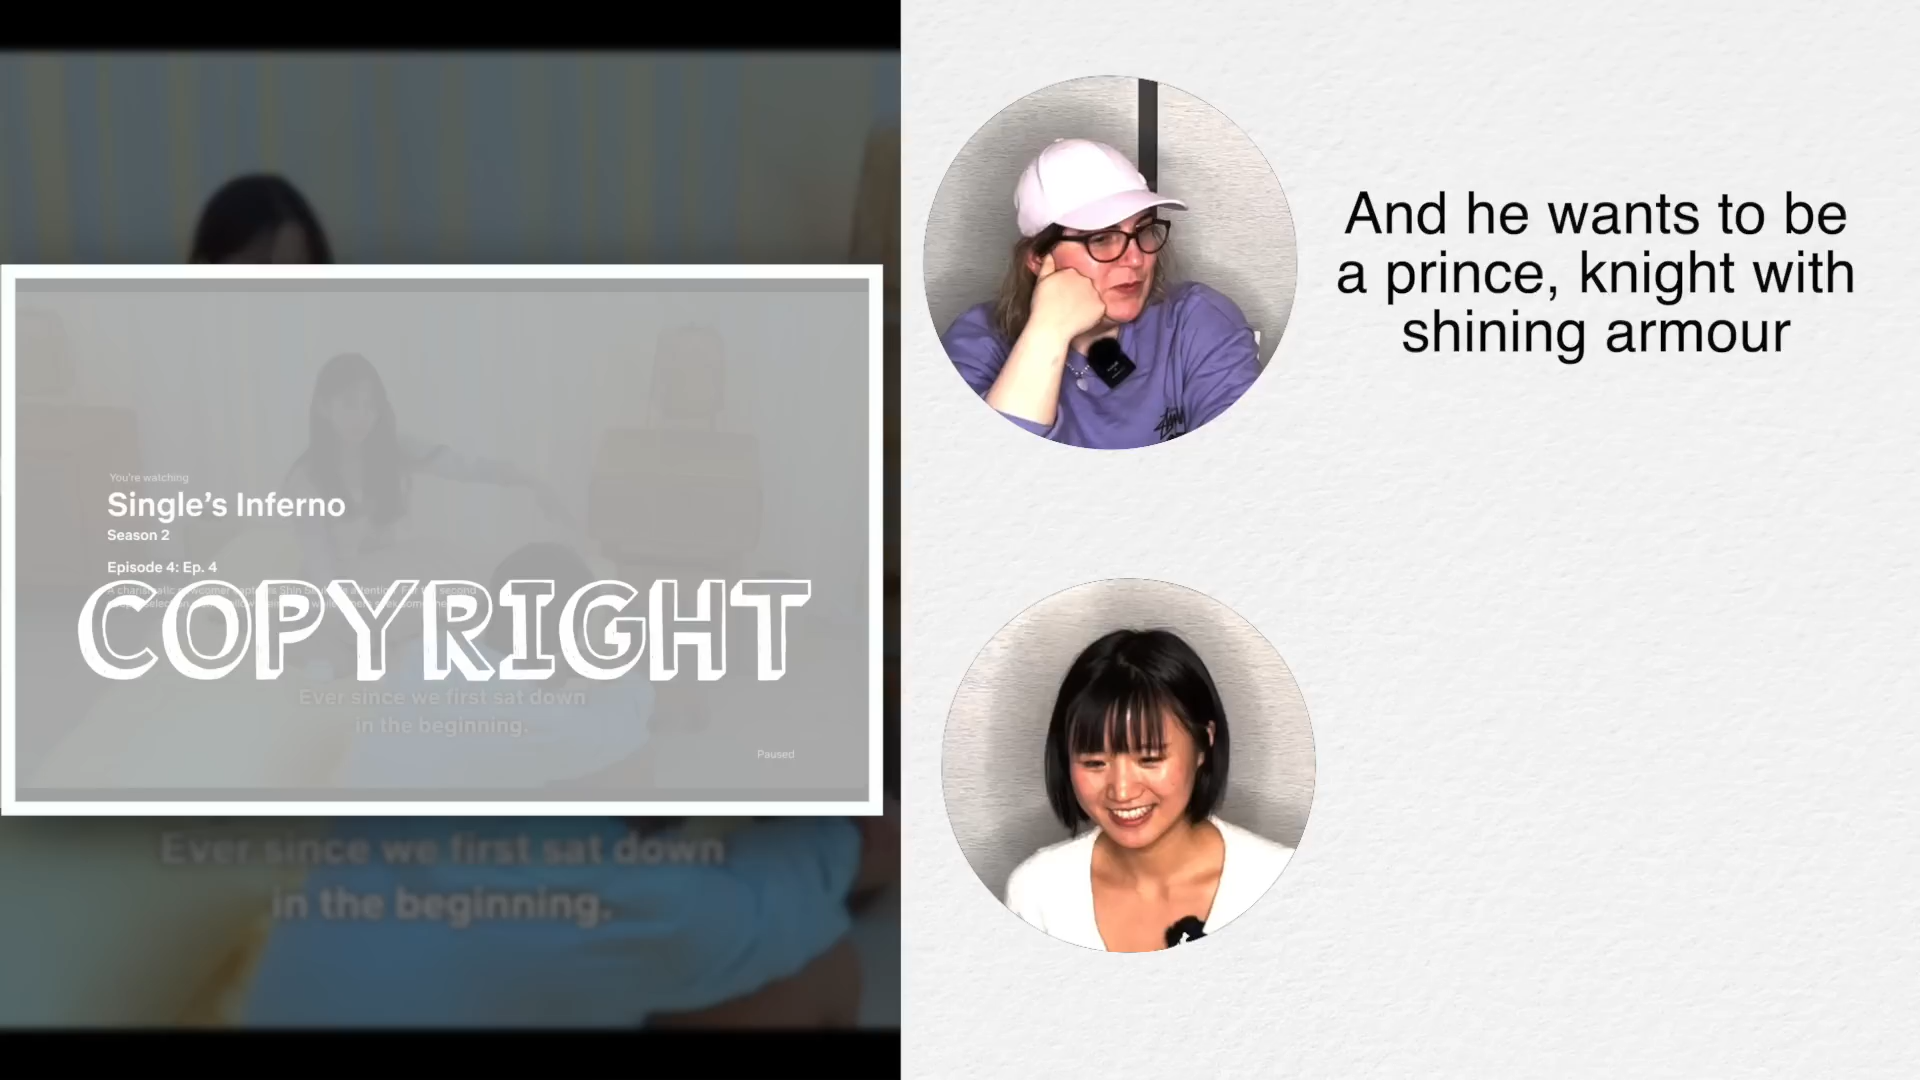 You're watching
Single's Inferno
Season 2
Episode 4: Ep. 4
COPYRIGHT
Ever since we first sat down
in the beginning.
Paused
Ever since we first sat down
in the beginning.
And he wants to be
a prince, knight with
shining armour